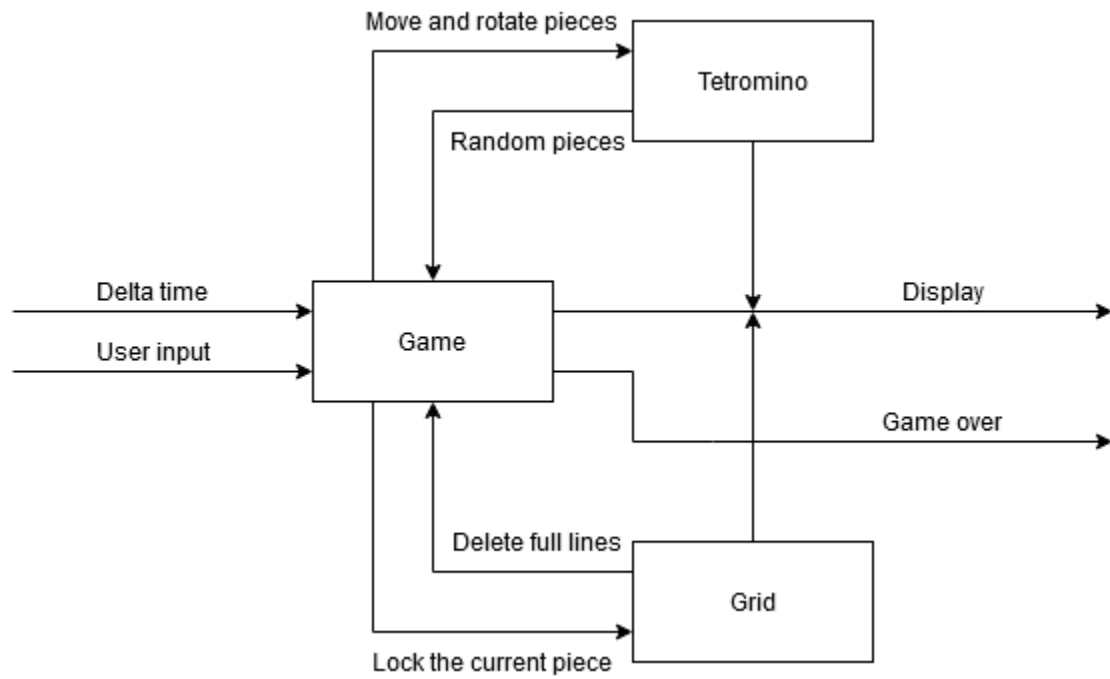 Move and rotate pieces
Tetromino
Random pieces
Delta time
Display
User input
Game
Game over
Delete full lines
Grid
Lock the current piece